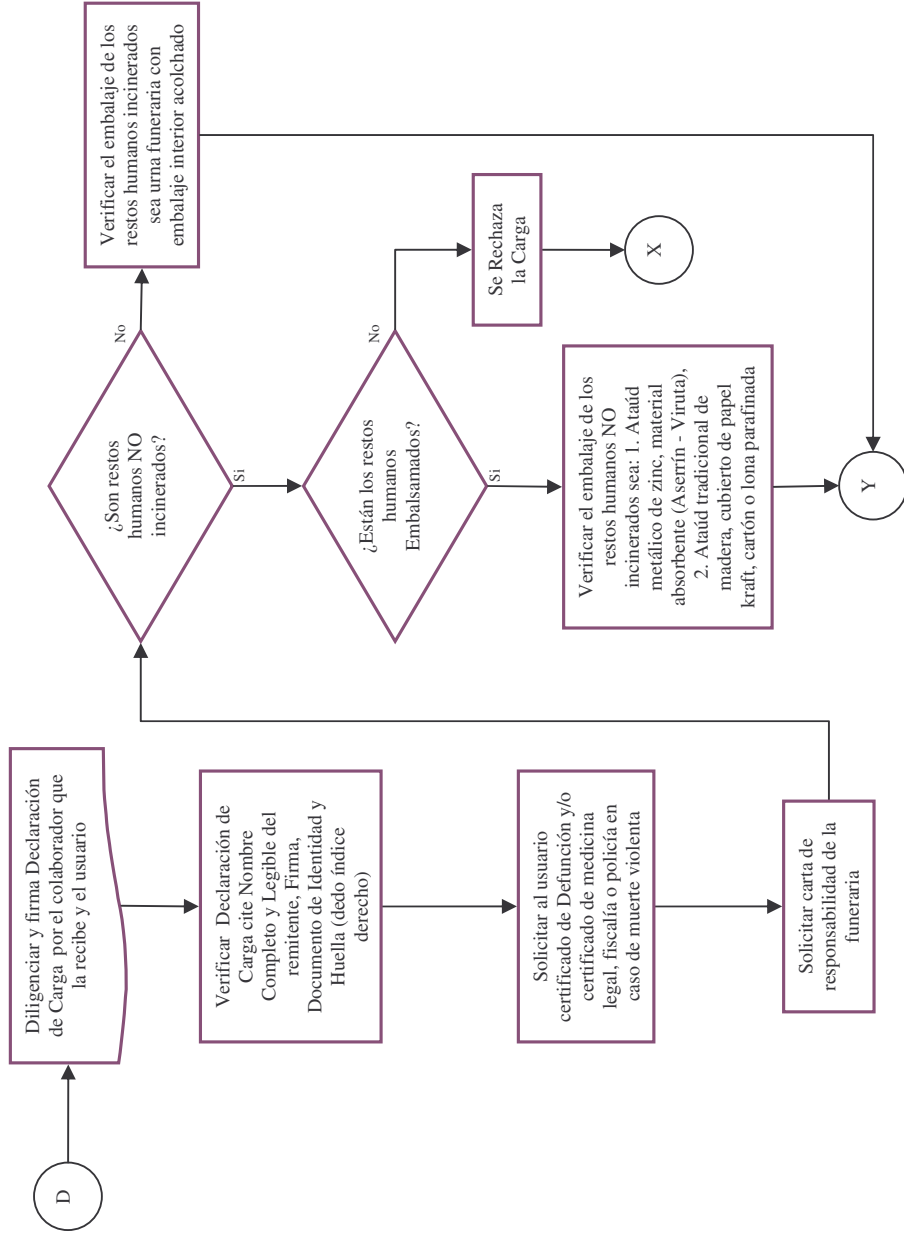 D
Diligenciar y firma Declaración
de Carga por el colaborador que
la recibe y el usuario
Verificar Declaración de
Carga cite Nombre
Completo y Legible del
remitente, Firma,
Documento de Identidad y
Huella (dedo índice
derecho)
Solicitar al usuario
certificado de Defunción y/o
certificado de medicina
legal, fiscalía o policía en
caso de muerte violenta
Solicitar carta de
responsabilidad de la
funeraria
¿Son restos
humanos NO
incinerados?
No
Si
Verificar el embalaje de los
restos humanos incinerados
sea urna funeraria con
embalaje interior acolchado
¿Están los restos
humanos
Embalsamados?
No
Si
Se Rechaza
la Carga
X
Verificar el embalaje de los
restos humanos NO
incinerados sea: 1. Ataúd
metálico de zinc, material
absorbente (Aserrín - Viruta),
2. Ataúd tradicional de
madera, cubierto de papel
kraft, cartón o lona parafinada
Y